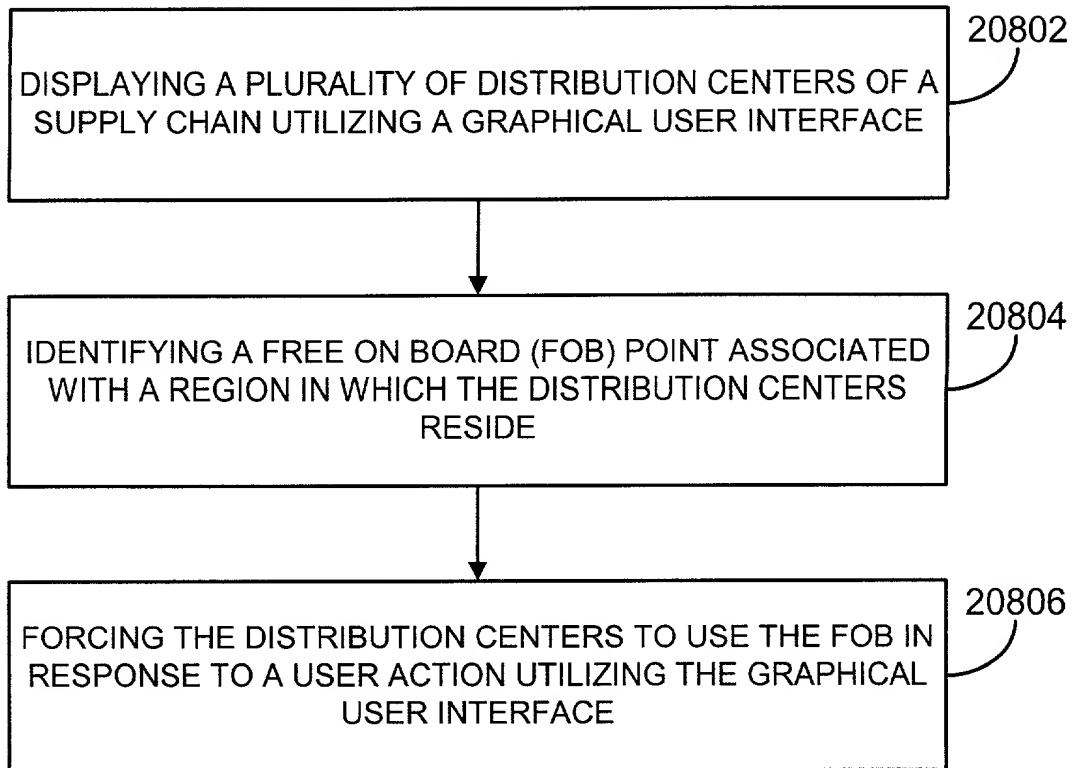 20802
DISPLAYING A PLURALITY OF DISTRIBUTION CENTERS OF A
SUPPLY CHAIN UTILIZING A GRAPHICAL USER INTERFACE
20804
IDENTIFYING A FREE ON BOARD (FOB) POINT ASSOCIATED
WITH A REGION IN WHICH THE DISTRIBUTION CENTERS
RESIDE
20806
FORCING THE DISTRIBUTION CENTERS TO USE THE FOB IN
RESPONSE TO A USER ACTION UTILIZING THE GRAPHICAL
USER INTERFACE